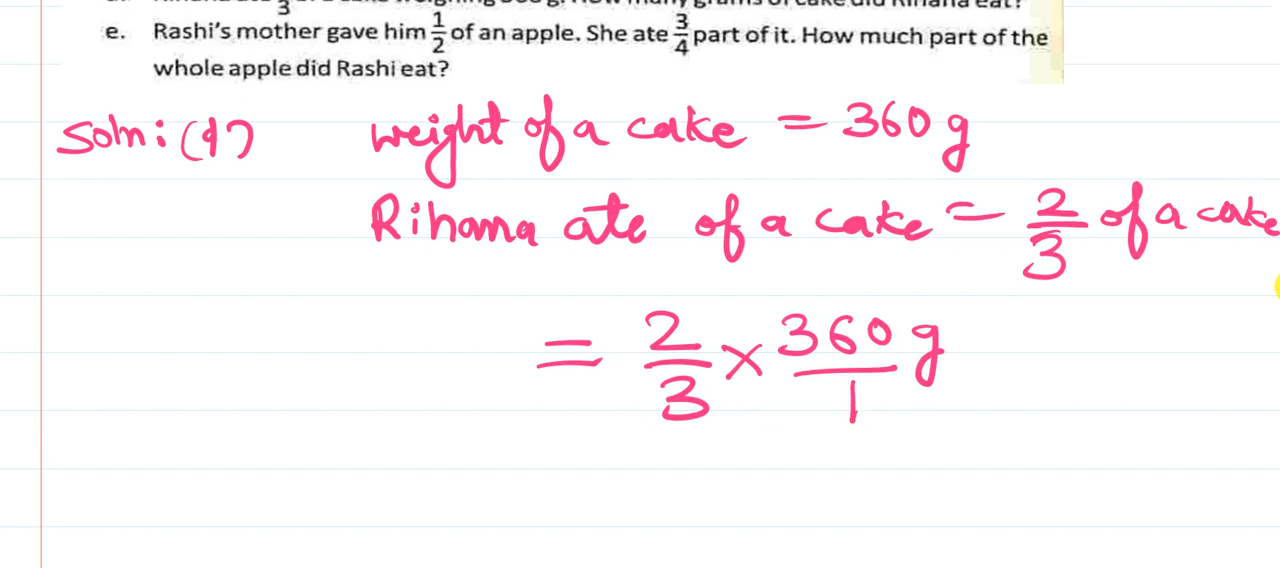 3
e. Rashi's mother gave him 1/2 of an apple. She ate 3/4 part of it. How much part of the
whole apple did Rashi eat?
Soln: (d) weight of a cake = 360 g
Rihana ate of a cake = 2/3 of a cake
= 2/3 × 360/1 g